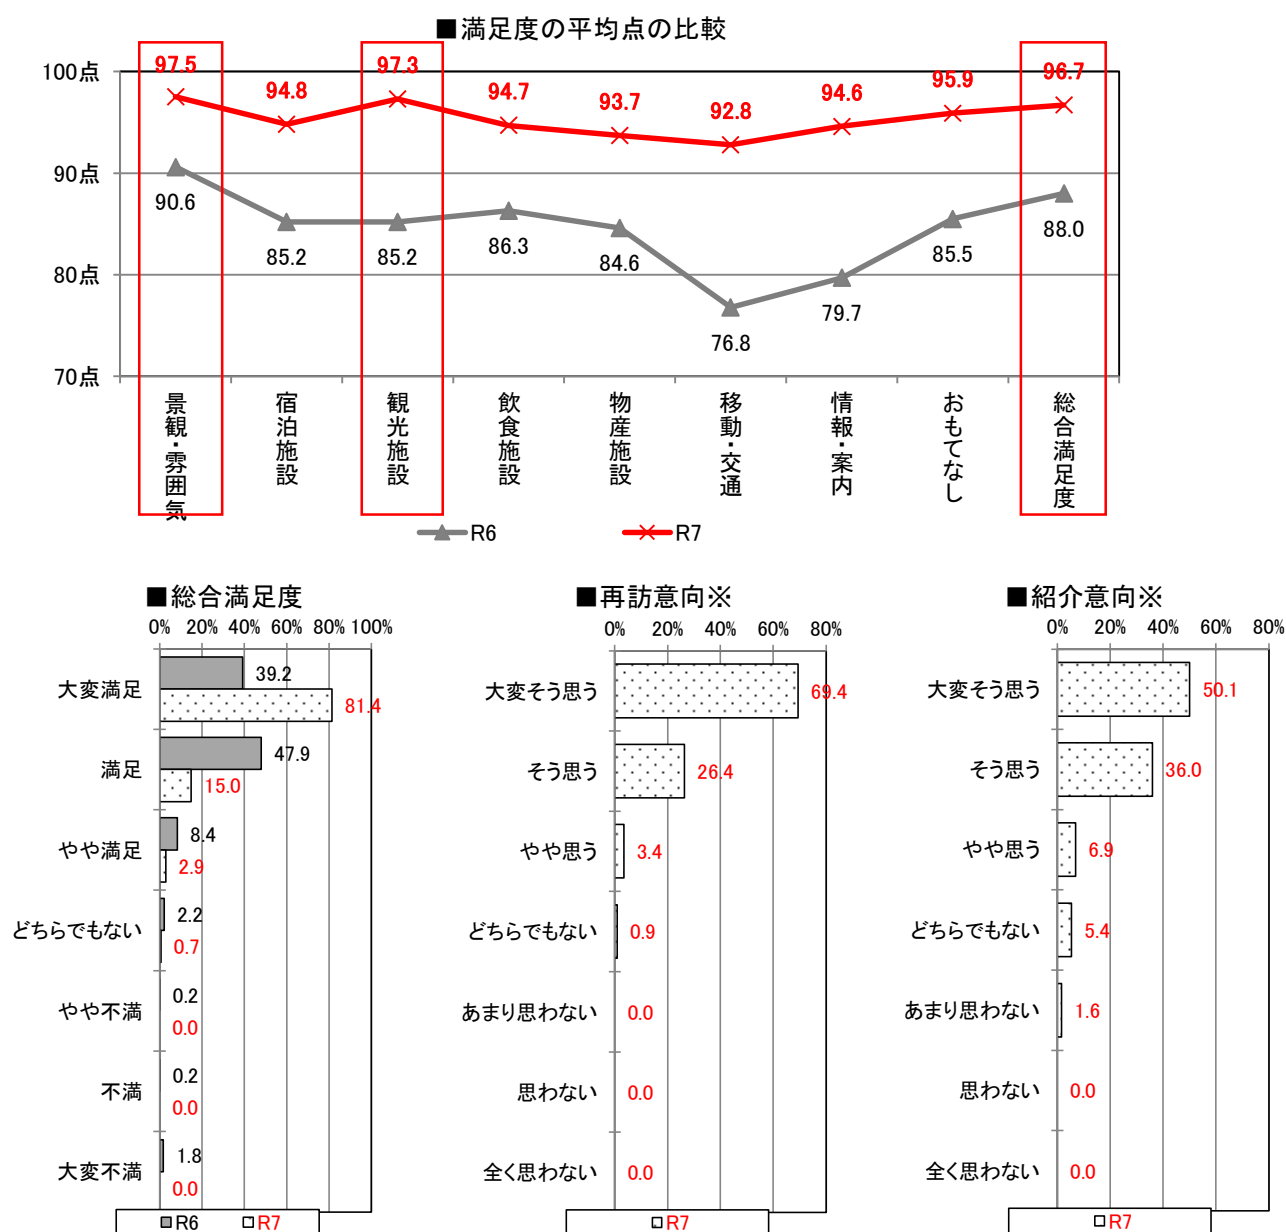 ■満足度の平均点の比較
100点
90点
80点
70点
97.5
94.8
97.3
94.7
93.7
92.8
94.6
95.9
96.7
90.6
85.2
85.2
86.3
84.6
76.8
79.7
85.5
88.0
景観・雰囲気
宿泊施設
観光施設
飲食施設
物産施設
移動・交通
情報・案内
おもてなし
総合満足度
R6
R7
■総合満足度
0% 20% 40% 60% 80% 100%
大変満足
39.2
81.4
満足
47.9
15.0
やや満足
8.4
2.9
どちらでもない
2.2
0.7
やや不満
0.2
0.0
不満
0.2
0.0
大変不満
1.8
0.0
R6 R7
■再訪意向※
0% 20% 40% 60% 80%
大変そう思う
69.4
そう思う
26.4
やや思う
3.4
どちらでもない
0.9
あまり思わない
0.0
思わない
0.0
全く思わない
0.0
R7
■紹介意向※
0% 20% 40% 60% 80%
大変そう思う
50.1
そう思う
36.0
やや思う
6.9
どちらでもない
5.4
あまり思わない
1.6
思わない
0.0
全く思わない
0.0
R7